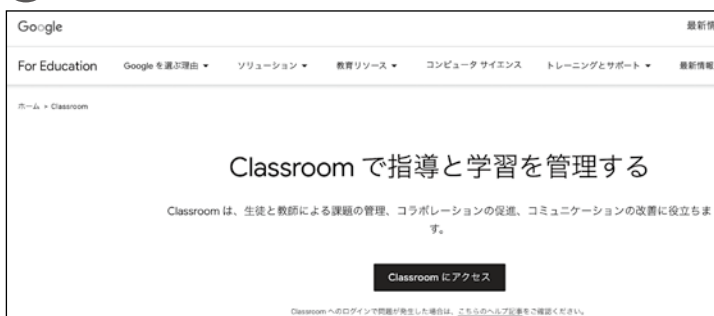 Google
最新情
For Education Google を選ぶ理由 ▾ ソリューション ▾ 教育リソース ▾ コンピュータ サイエンス トレーニングとサポート ▾ 最新情報
ホーム > Classroom
Classroom で指導と学習を管理する
Classroom は、生徒と教師による課題の管理、コラボレーションの促進、コミュニケーションの改善に役立ちま
す。
Classroom にアクセス
Classroom へのログインで問題が発生した場合は、こちらのヘルプ記事をご確認ください。